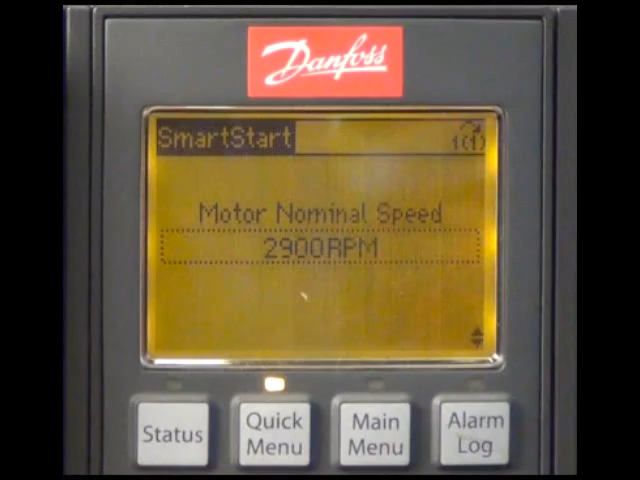 Danfoss
SmartStart 1(1)
Motor Nominal Speed
2900RPM
Status Quick Menu Main Menu Alarm Log